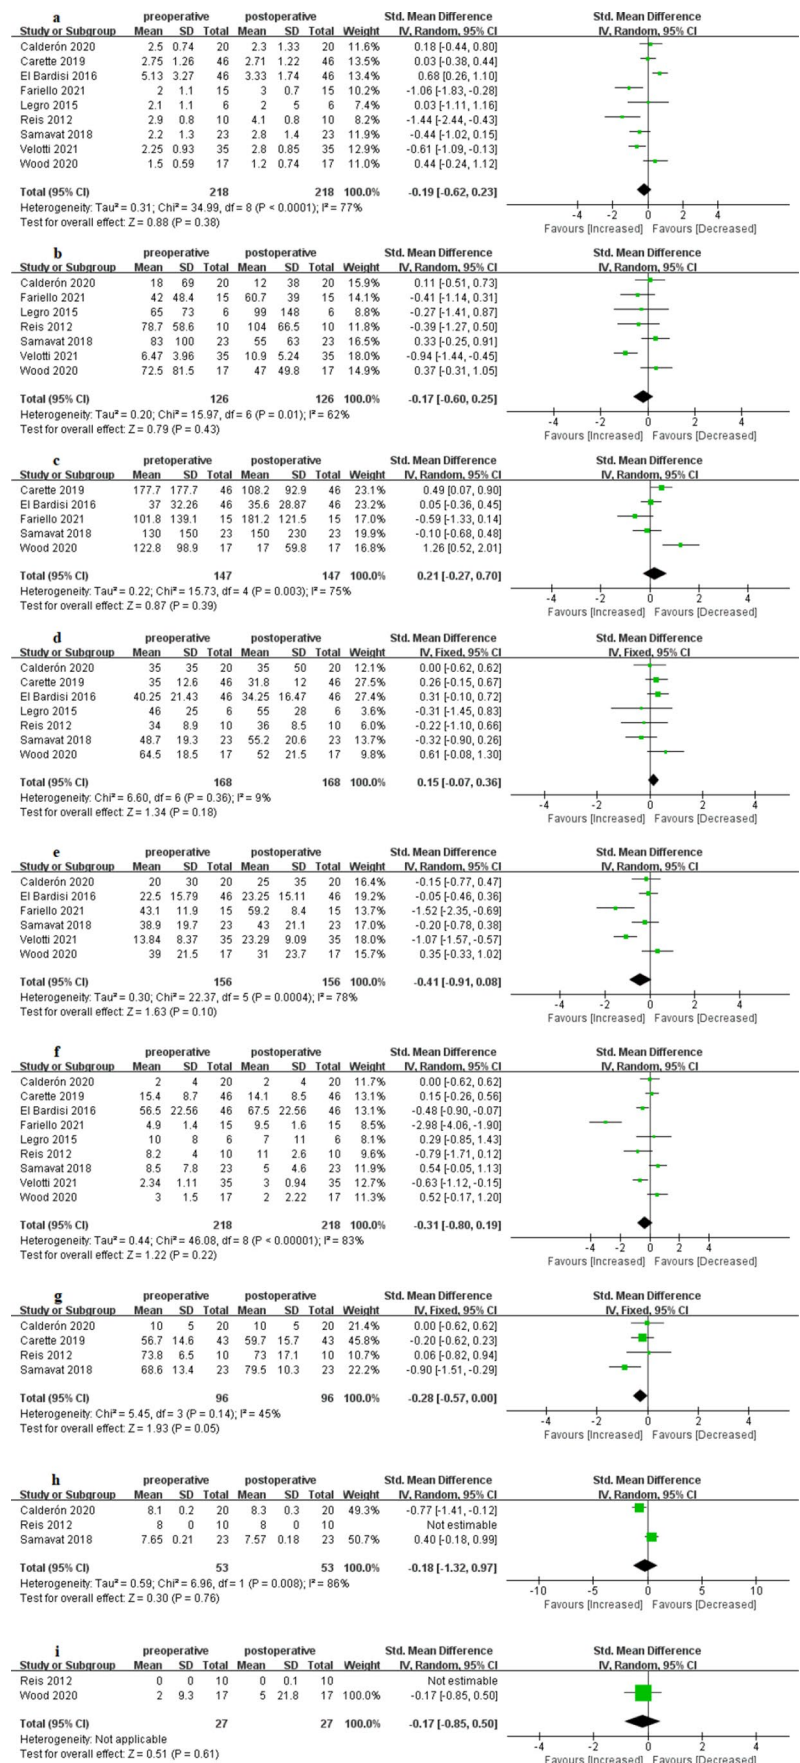 a
preoperative postoperative Std. Mean Difference Std. Mean Difference
Study or Subgroup Mean SD Total Mean SD Total Weight IV, Random, 95% CI IV, Random, 95% CI
Calderón 2020 2.5 0.74 20 2.3 1.33 20 11.6% 0.18 [-0.44, 0.80]
Carette 2019 2.75 1.26 46 2.71 1.22 46 13.5% 0.03 [-0.38, 0.44]
El Bardisi 2016 5.13 3.27 46 3.33 1.74 46 13.4% 0.68 [0.26, 1.10]
Fariello 2021 2 1.1 15 3 0.7 15 10.2% -1.06 [-1.83, -0.28]
Legro 2015 2.1 1.1 6 2 5 6 7.4% 0.03 [-1.11, 1.16]
Reis 2012 2.9 0.8 10 4.1 0.8 10 8.2% -1.44 [-2.44, -0.43]
Samavat 2018 2.2 1.3 23 2.8 1.4 23 11.9% -0.44 [-1.02, 0.15]
Velotti 2021 2.25 0.93 35 2.8 0.85 35 12.9% -0.61 [-1.09, -0.13]
Wood 2020 1.5 0.59 17 1.2 0.74 17 11.0% 0.44 [-0.24, 1.12]
Total (95% CI) 218 218 100.0% -0.19 [-0.62, 0.23]
Heterogeneity: Tau² = 0.31; Chi² = 34.99, df = 8 (P < 0.0001); I² = 77%
Test for overall effect: Z = 0.88 (P = 0.38)
-4 -2 0 2 4
Favours [Increased] Favours [Decreased]
b
preoperative postoperative Std. Mean Difference Std. Mean Difference
Study or Subgroup Mean SD Total Mean SD Total Weight IV, Random, 95% CI IV, Random, 95% CI
Calderón 2020 18 69 20 12 38 20 15.9% 0.11 [-0.51, 0.73]
Fariello 2021 42 48.4 15 60.7 39 15 14.1% -0.41 [-1.14, 0.31]
Legro 2015 65 73 6 99 148 6 8.8% -0.27 [-1.41, 0.87]
Reis 2012 78.7 58.6 10 104 66.5 10 11.8% -0.39 [-1.27, 0.50]
Samavat 2018 83 100 23 55 63 23 16.5% 0.33 [-0.25, 0.91]
Velotti 2021 6.47 3.96 35 10.9 5.24 35 18.0% -0.94 [-1.44, -0.45]
Wood 2020 72.5 81.5 17 47 49.8 17 14.9% 0.37 [-0.31, 1.05]
Total (95% CI) 126 126 100.0% -0.17 [-0.60, 0.25]
Heterogeneity: Tau² = 0.20; Chi² = 15.97, df = 6 (P = 0.01); I² = 62%
Test for overall effect: Z = 0.79 (P = 0.43)
-4 -2 0 2 4
Favours [Increased] Favours [Decreased]
c
pretoperative postoperative Std. Mean Difference Std. Mean Difference
Study or Subgroup Mean SD Total Mean SD Total Weight IV, Random, 95% CI IV, Random, 95% CI
Carette 2019 177.7 177.7 46 108.2 92.9 46 23.1% 0.49 [0.07, 0.90]
El Bardisi 2016 37 32.26 46 35.6 28.87 46 23.2% 0.05 [-0.36, 0.45]
Fariello 2021 101.8 139.1 15 181.2 121.5 15 17.0% -0.59 [-1.33, 0.14]
Samavat 2018 130 150 23 150 230 23 19.9% -0.10 [-0.68, 0.48]
Wood 2020 122.8 98.9 17 17 59.8 17 16.8% 1.26 [0.52, 2.01]
Total (95% CI) 147 147 100.0% 0.21 [-0.27, 0.70]
Heterogeneity: Tau² = 0.22; Chi² = 15.73, df = 4 (P = 0.003); I² = 75%
Test for overall effect: Z = 0.87 (P = 0.39)
-4 -2 0 2 4
Favours [Increased] Favours [Decreased]
d
preoperative postoperative Std. Mean Difference Std. Mean Difference
Study or Subgroup Mean SD Total Mean SD Total Weight IV, Fixed, 95% CI IV, Fixed, 95% CI
Calderón 2020 35 35 20 35 50 20 12.1% 0.00 [-0.62, 0.62]
Carette 2019 35 12.6 46 31.8 12 46 27.5% 0.26 [-0.15, 0.67]
El Bardisi 2016 40.25 21.43 46 34.25 16.47 46 27.4% 0.31 [-0.10, 0.72]
Legro 2015 46 25 6 55 28 6 3.6% -0.31 [-1.45, 0.83]
Reis 2012 34 8.9 10 36 8.5 10 6.0% -0.22 [-1.10, 0.66]
Samavat 2018 48.7 19.3 23 55.2 20.6 23 13.7% -0.32 [-0.90, 0.26]
Wood 2020 64.5 18.5 17 52 21.5 17 9.8% 0.61 [-0.08, 1.30]
Total (95% CI) 168 168 100.0% 0.15 [-0.07, 0.36]
Heterogeneity: Chi² = 6.60, df = 6 (P = 0.36); I² = 9%
Test for overall effect: Z = 1.34 (P = 0.18)
-4 -2 0 2 4
Favours [Increased] Favours [Decreased]
e
preoperative postoperative Std. Mean Difference Std. Mean Difference
Study or Subgroup Mean SD Total Mean SD Total Weight IV, Random, 95% CI IV, Random, 95% CI
Calderón 2020 20 30 20 25 35 20 16.4% -0.15 [-0.77, 0.47]
El Bardisi 2016 22.5 15.79 46 23.25 15.11 46 18.8% -0.05 [-0.46, 0.36]
Fariello 2021 43.1 11.9 15 59.2 8.4 15 13.7% -1.52 [-2.35, -0.69]
Samavat 2018 38.9 19.7 23 43 21.1 23 17.0% -0.20 [-0.78, 0.38]
Velotti 2021 13.84 8.37 35 23.29 9.09 35 18.0% -1.07 [-1.57, -0.57]
Wood 2020 39 21.5 17 31 23.7 17 15.7% 0.35 [-0.33, 1.02]
Total (95% CI) 156 156 100.0% -0.41 [-0.91, 0.08]
Heterogeneity: Tau² = 0.30; Chi² = 22.37, df = 5 (P = 0.0004); I² = 78%
Test for overall effect: Z = 1.63 (P = 0.10)
-4 -2 0 2 4
Favours [Increased] Favours [Decreased]
f
preoperative postoperative Std. Mean Difference Std. Mean Difference
Study or Subgroup Mean SD Total Mean SD Total Weight IV, Random, 95% CI IV, Random, 95% CI
Calderón 2020 2 4 20 2 4 20 11.7% 0.00 [-0.62, 0.62]
Carette 2019 15.4 8.7 46 14.1 8.5 46 13.1% 0.15 [-0.26, 0.56]
El Bardisi 2016 56.5 22.56 46 67.5 22.56 46 13.1% -0.48 [-0.90, -0.07]
Fariello 2021 4.9 1.4 15 9.5 1.6 15 8.5% -2.98 [-4.06, -1.90]
Legro 2015 10 8 6 7 11 6 8.1% 0.29 [-0.85, 1.43]
Reis 2012 8.2 4 10 11 2.6 10 9.8% -0.79 [-1.71, 0.12]
Samavat 2018 8.5 7.8 23 5 4.6 23 11.9% 0.54 [-0.05, 1.13]
Velotti 2021 2.34 1.11 35 3 0.94 35 12.6% -0.63 [-1.12, -0.15]
Wood 2020 3 1.5 17 2 2.22 17 11.3% 0.52 [-0.17, 1.20]
Total (95% CI) 218 218 100.0% -0.31 [-0.80, 0.19]
Heterogeneity: Tau² = 0.44; Chi² = 46.08, df = 8 (P < 0.00001); I² = 83%
Test for overall effect: Z = 1.22 (P = 0.22)
-4 -2 0 2 4
Favours [Increased] Favours [Decreased]
g
preoperative postoperative Std. Mean Difference Std. Mean Difference
Study or Subgroup Mean SD Total Mean SD Total Weight IV, Fixed, 95% CI IV, Fixed, 95% CI
Calderón 2020 10 5 20 10 5 20 21.4% 0.00 [-0.62, 0.62]
Carette 2019 56.7 14.6 43 59.7 15.7 43 45.8% -0.20 [-0.62, 0.23]
Reis 2012 73.8 6.5 10 73 17.1 10 10.7% 0.06 [-0.82, 0.94]
Samavat 2018 68.6 13.4 23 79.5 10.3 23 22.2% -0.90 [-1.51, -0.29]
Total (95% CI) 96 96 100.0% -0.28 [-0.57, 0.00]
Heterogeneity: Chi² = 5.45, df = 3 (P = 0.14); I² = 45%
Test for overall effect: Z = 1.93 (P = 0.05)
-4 -2 0 2 4
Favours [Increased] Favours [Decreased]
h
preoperative postoperative Std. Mean Difference Std. Mean Difference
Study or Subgroup Mean SD Total Mean SD Total Weight IV, Random, 95% CI IV, Random, 95% CI
Calderón 2020 8.1 0.2 20 8.3 0.3 20 49.3% -0.77 [-1.41, -0.12]
Reis 2012 8 0 10 8 0 10 Not estimable
Samavat 2018 7.65 0.21 23 7.57 0.18 23 50.7% 0.40 [-0.18, 0.99]
Total (95% CI) 53 53 100.0% -0.18 [-1.32, 0.97]
Heterogeneity: Tau² = 0.59; Chi² = 6.96, df = 1 (P = 0.008); I² = 86%
Test for overall effect: Z = 0.30 (P = 0.76)
-10 -5 0 5 10
Favours [Increased] Favours [Decreased]
i
preoperative postoperative Std. Mean Difference Std. Mean Difference
Study or Subgroup Mean SD Total Mean SD Total Weight IV, Random, 95% CI IV, Random, 95% CI
Reis 2012 0 0 10 0 0.1 10 Not estimable
Wood 2020 2 9.3 17 5 21.8 17 100.0% -0.17 [-0.85, 0.50]
Total (95% CI) 27 27 100.0% -0.17 [-0.85, 0.50]
Heterogeneity: Not applicable
Test for overall effect: Z = 0.51 (P = 0.61)
-4 -2 0 2 4
Favours [Increased] Favours [Decreased]